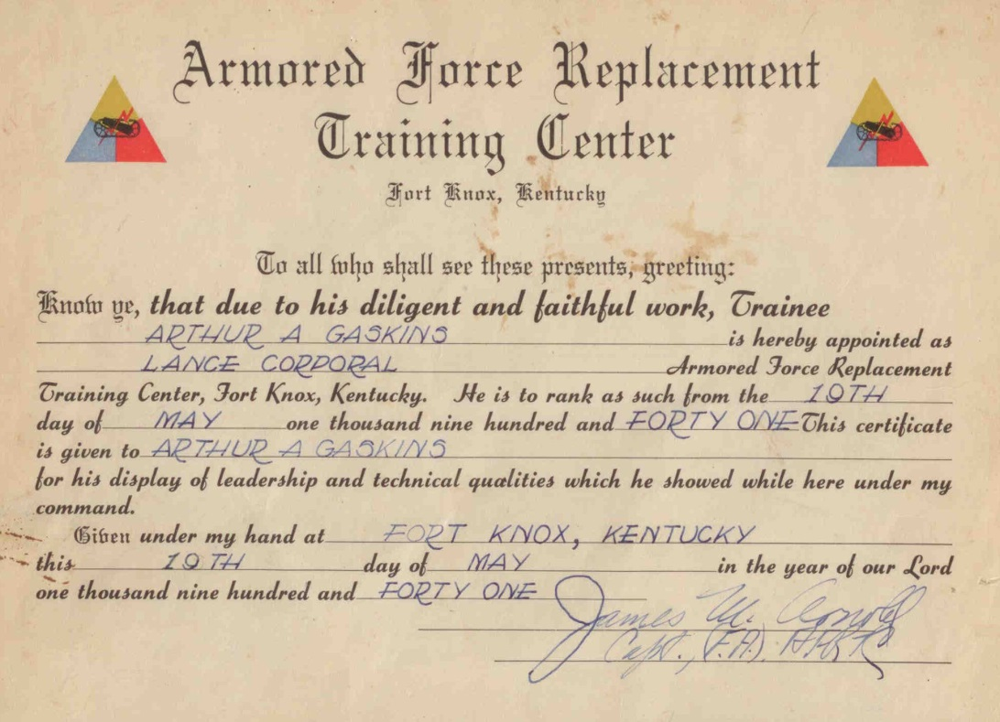 Armored Force Replacement
Training Center
Fort Knox, Kentucky
To all who shall see these presents, greeting:
Know ye, that due to his diligent and faithful work, Trainee
ARTHUR A GASKINS is hereby appointed as
LANCE CORPORAL Armored Force Replacement
Training Center, Fort Knox, Kentucky. He is to rank as such from the 19TH
day of MAY one thousand nine hundred and FORTY ONE This certificate
is given to ARTHUR A GASKINS
for his display of leadership and technical qualities which he showed while here under my
command.
Given under my hand at FORT KNOX, KENTUCKY
this 19TH day of MAY in the year of our Lord
one thousand nine hundred and FORTY ONE
James M. Arnold
Capt., (F.A).